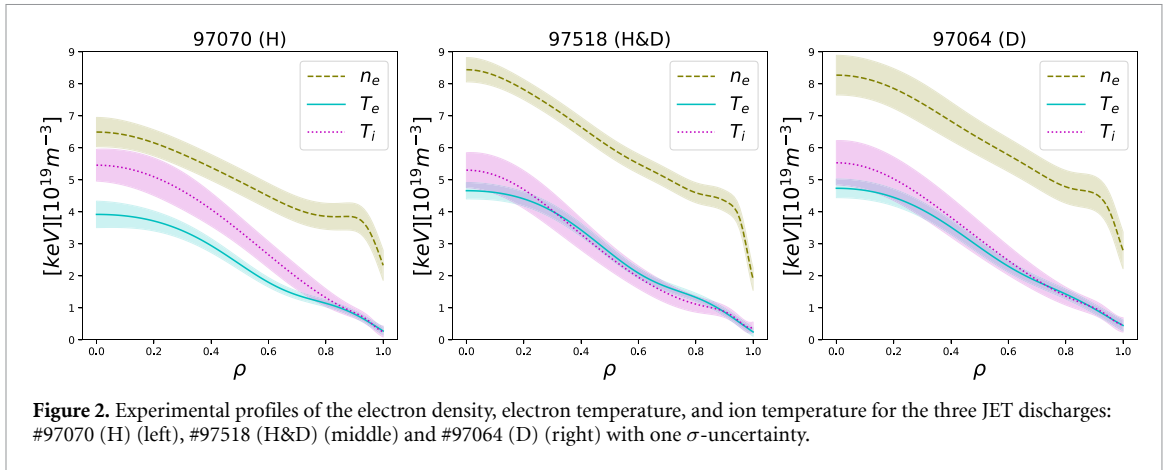 97070 (H)
9
8
7
6
5
4
3
2
1
0
[keV][10^{19}m^{-3}]
0.0 0.2 0.4 0.6 0.8 1.0
ρ
n_e
T_e
T_i
97518 (H&D)
9
8
7
6
5
4
3
2
1
0
[keV][10^{19}m^{-3}]
0.0 0.2 0.4 0.6 0.8 1.0
ρ
n_e
T_e
T_i
97064 (D)
9
8
7
6
5
4
3
2
1
0
[keV][10^{19}m^{-3}]
0.0 0.2 0.4 0.6 0.8 1.0
ρ
n_e
T_e
T_i
Figure 2. Experimental profiles of the electron density, electron temperature, and ion temperature for the three JET discharges:
#97070 (H) (left), #97518 (H&D) (middle) and #97064 (D) (right) with one σ-uncertainty.